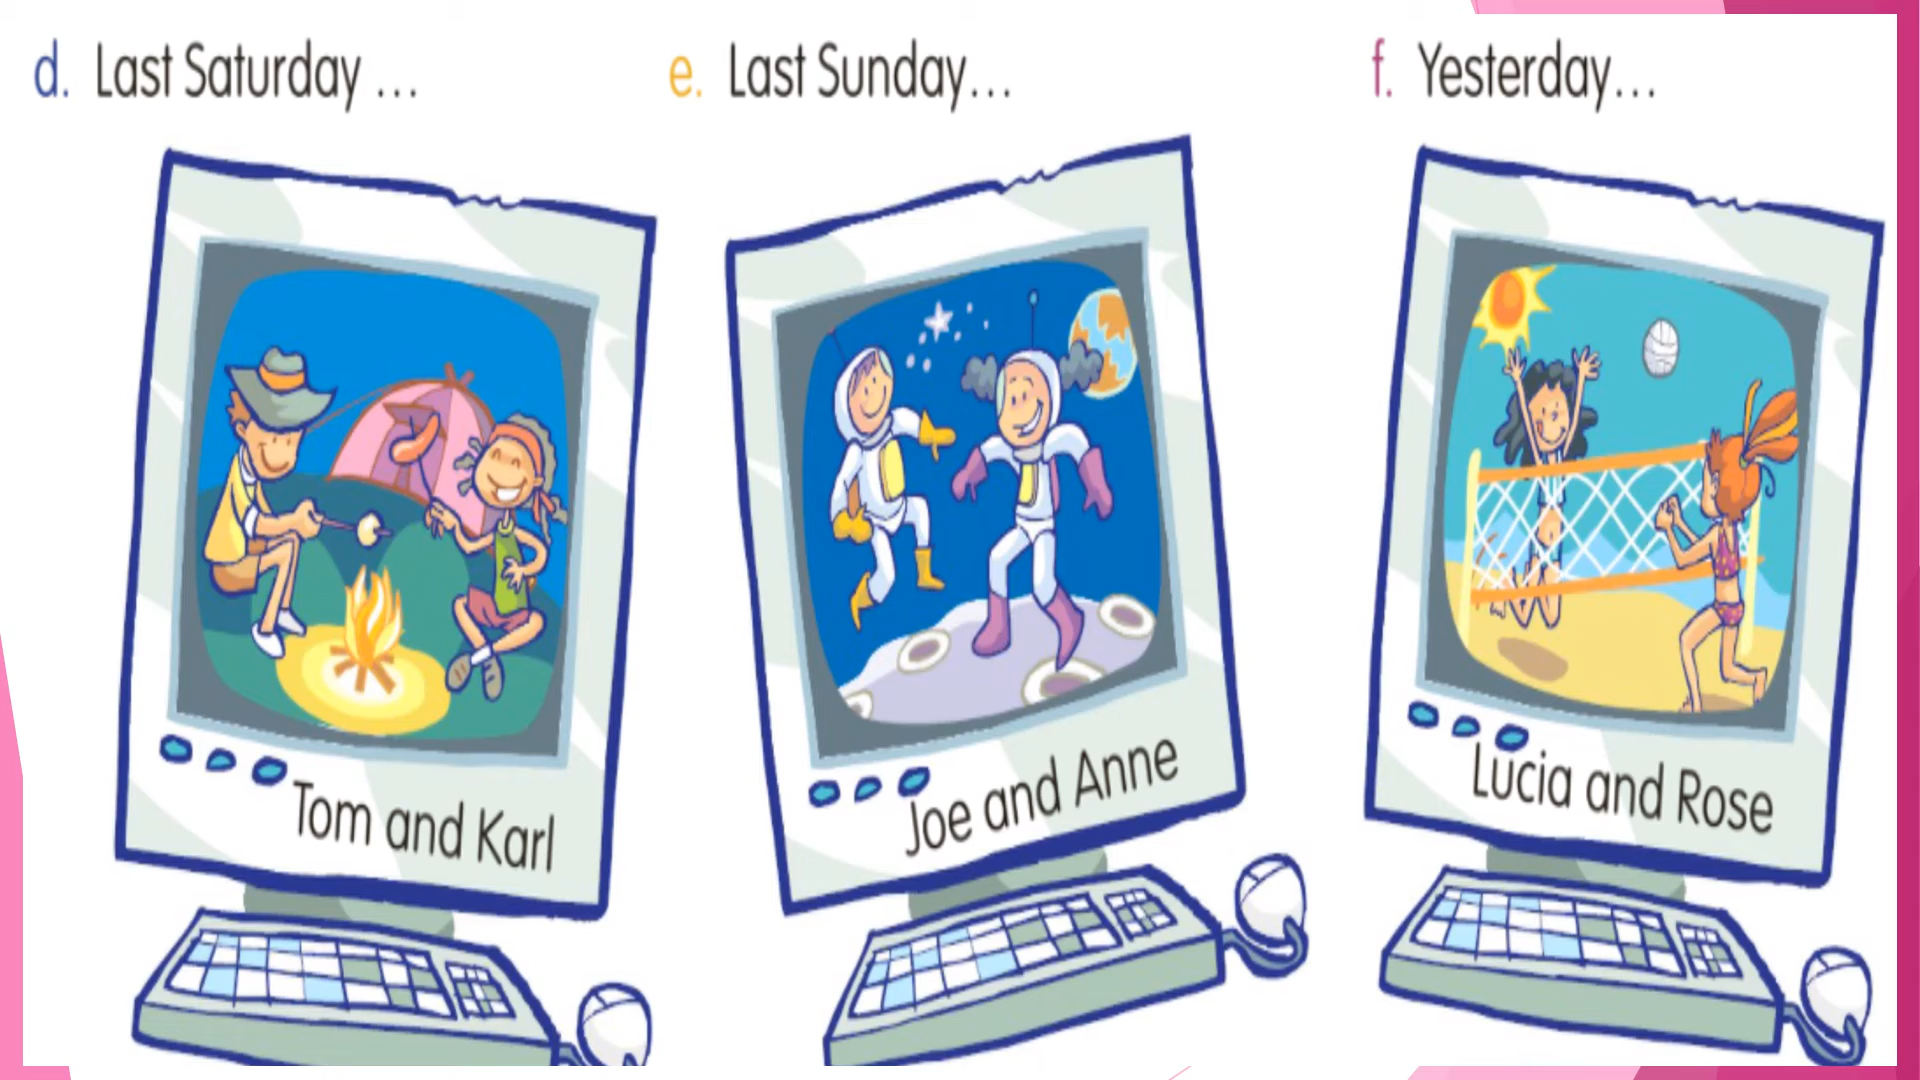 d. Last Saturday ...
e. Last Sunday...
f. Yesterday...
Tom and Karl
Joe and Anne
Lucia and Rose